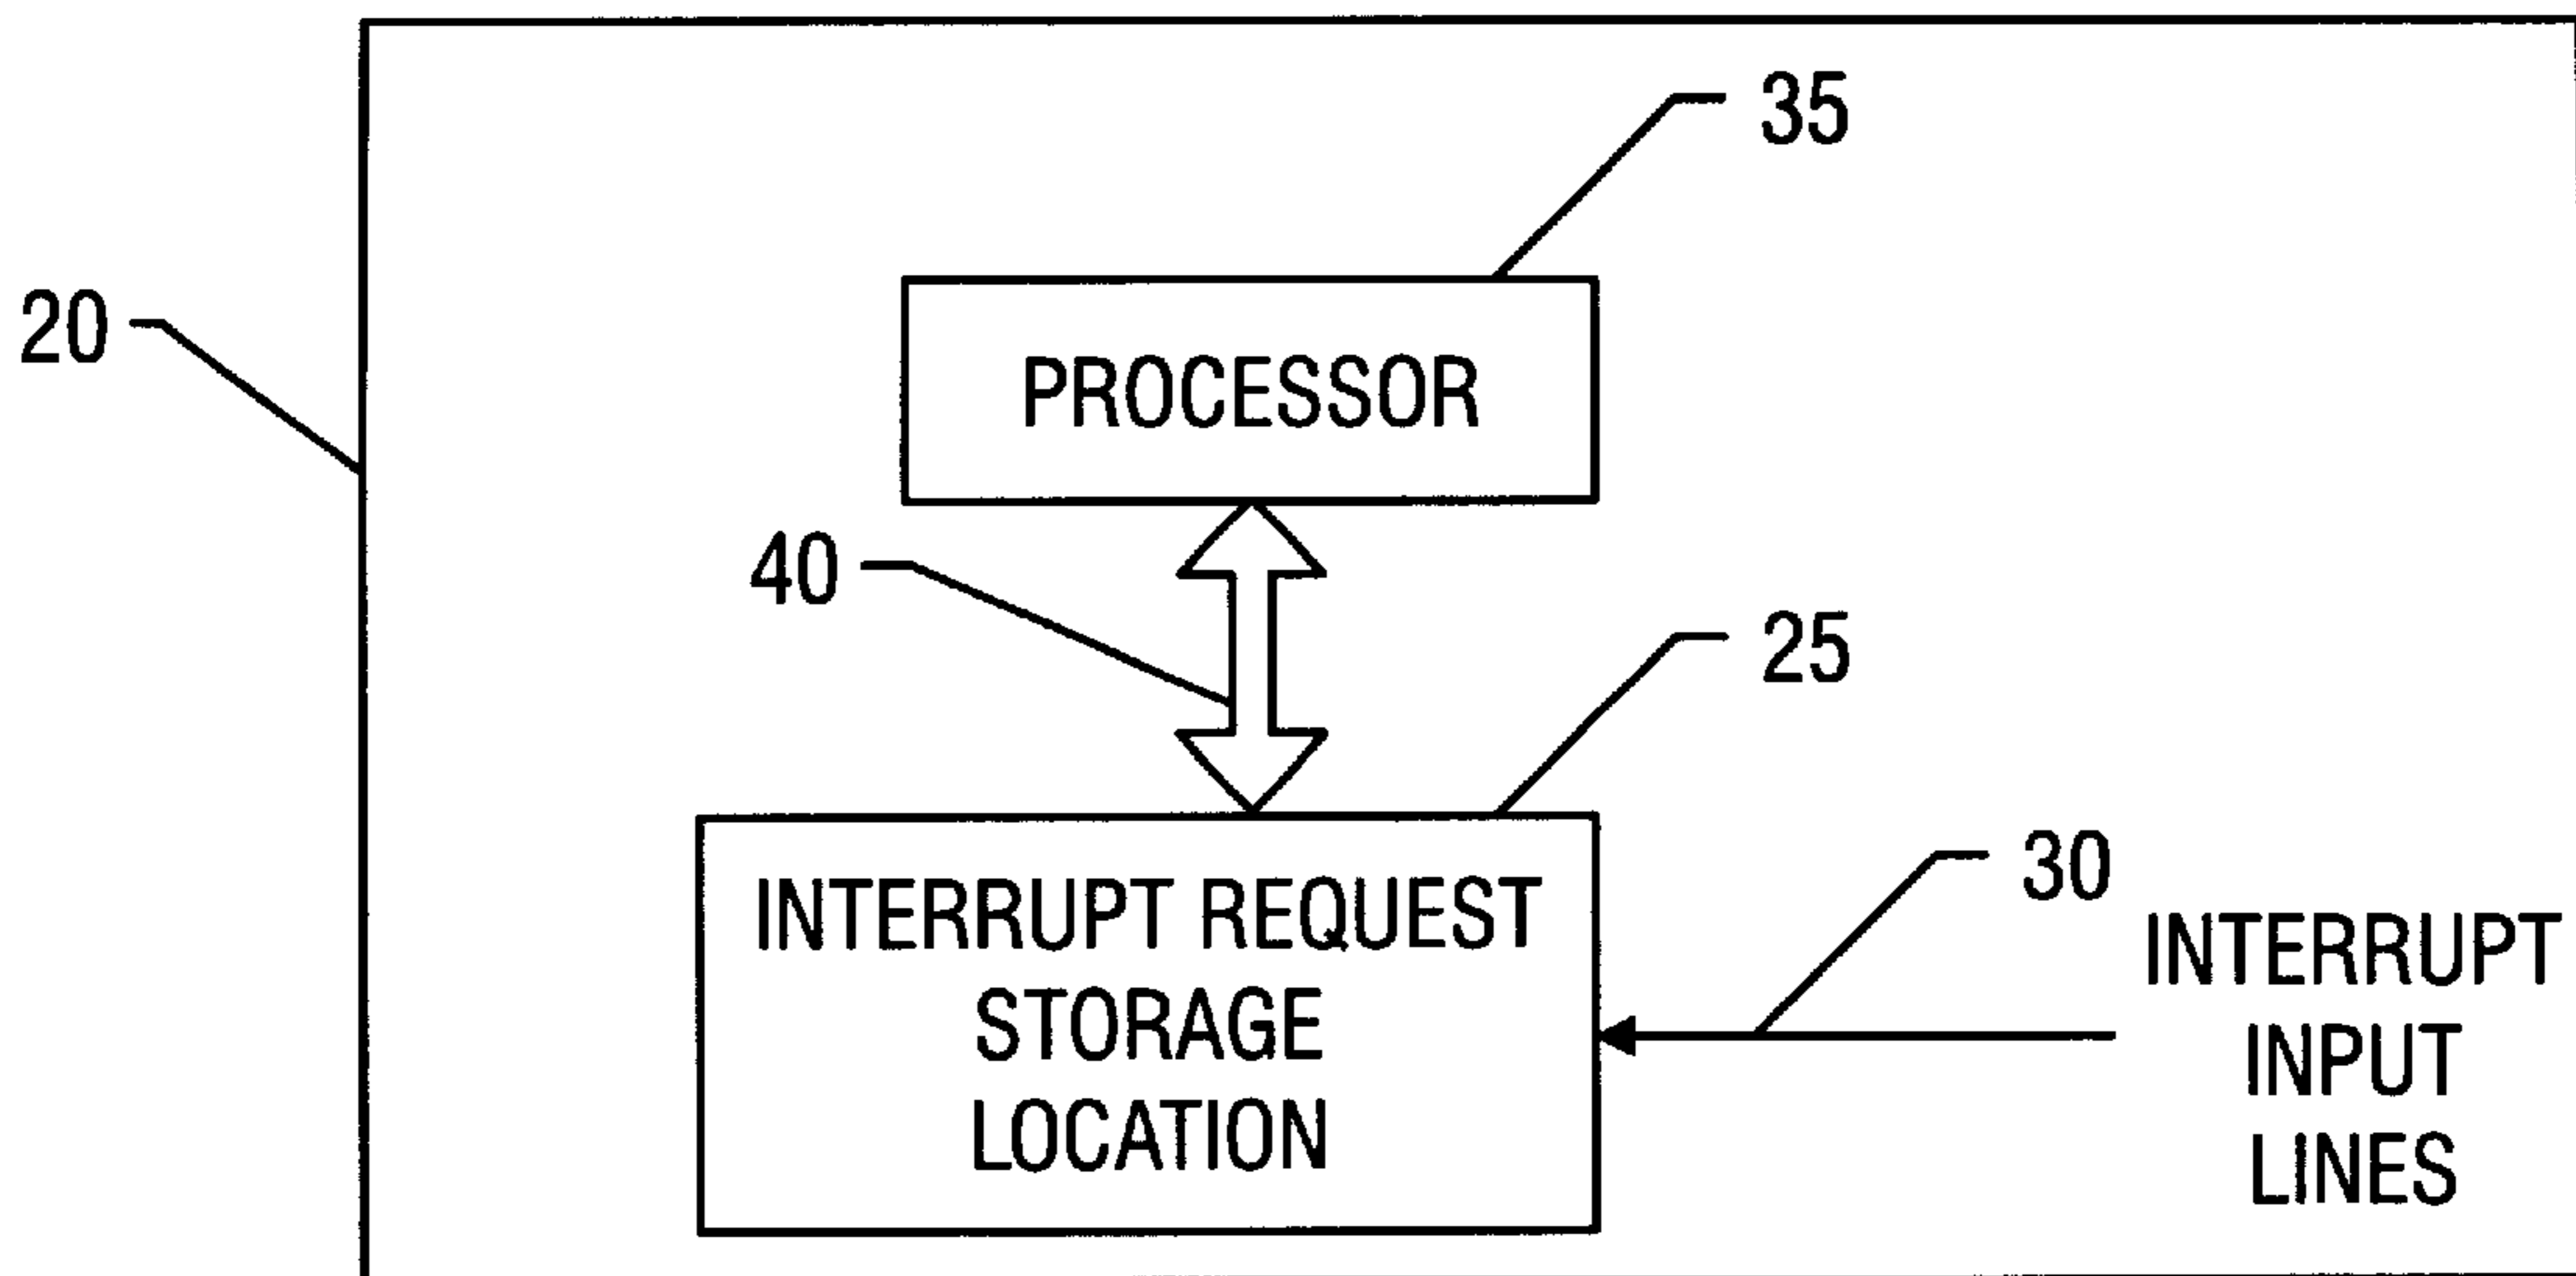 35
20
PROCESSOR
40
25
30
INTERRUPT REQUEST
STORAGE
LOCATION
INTERRUPT
INPUT
LINES